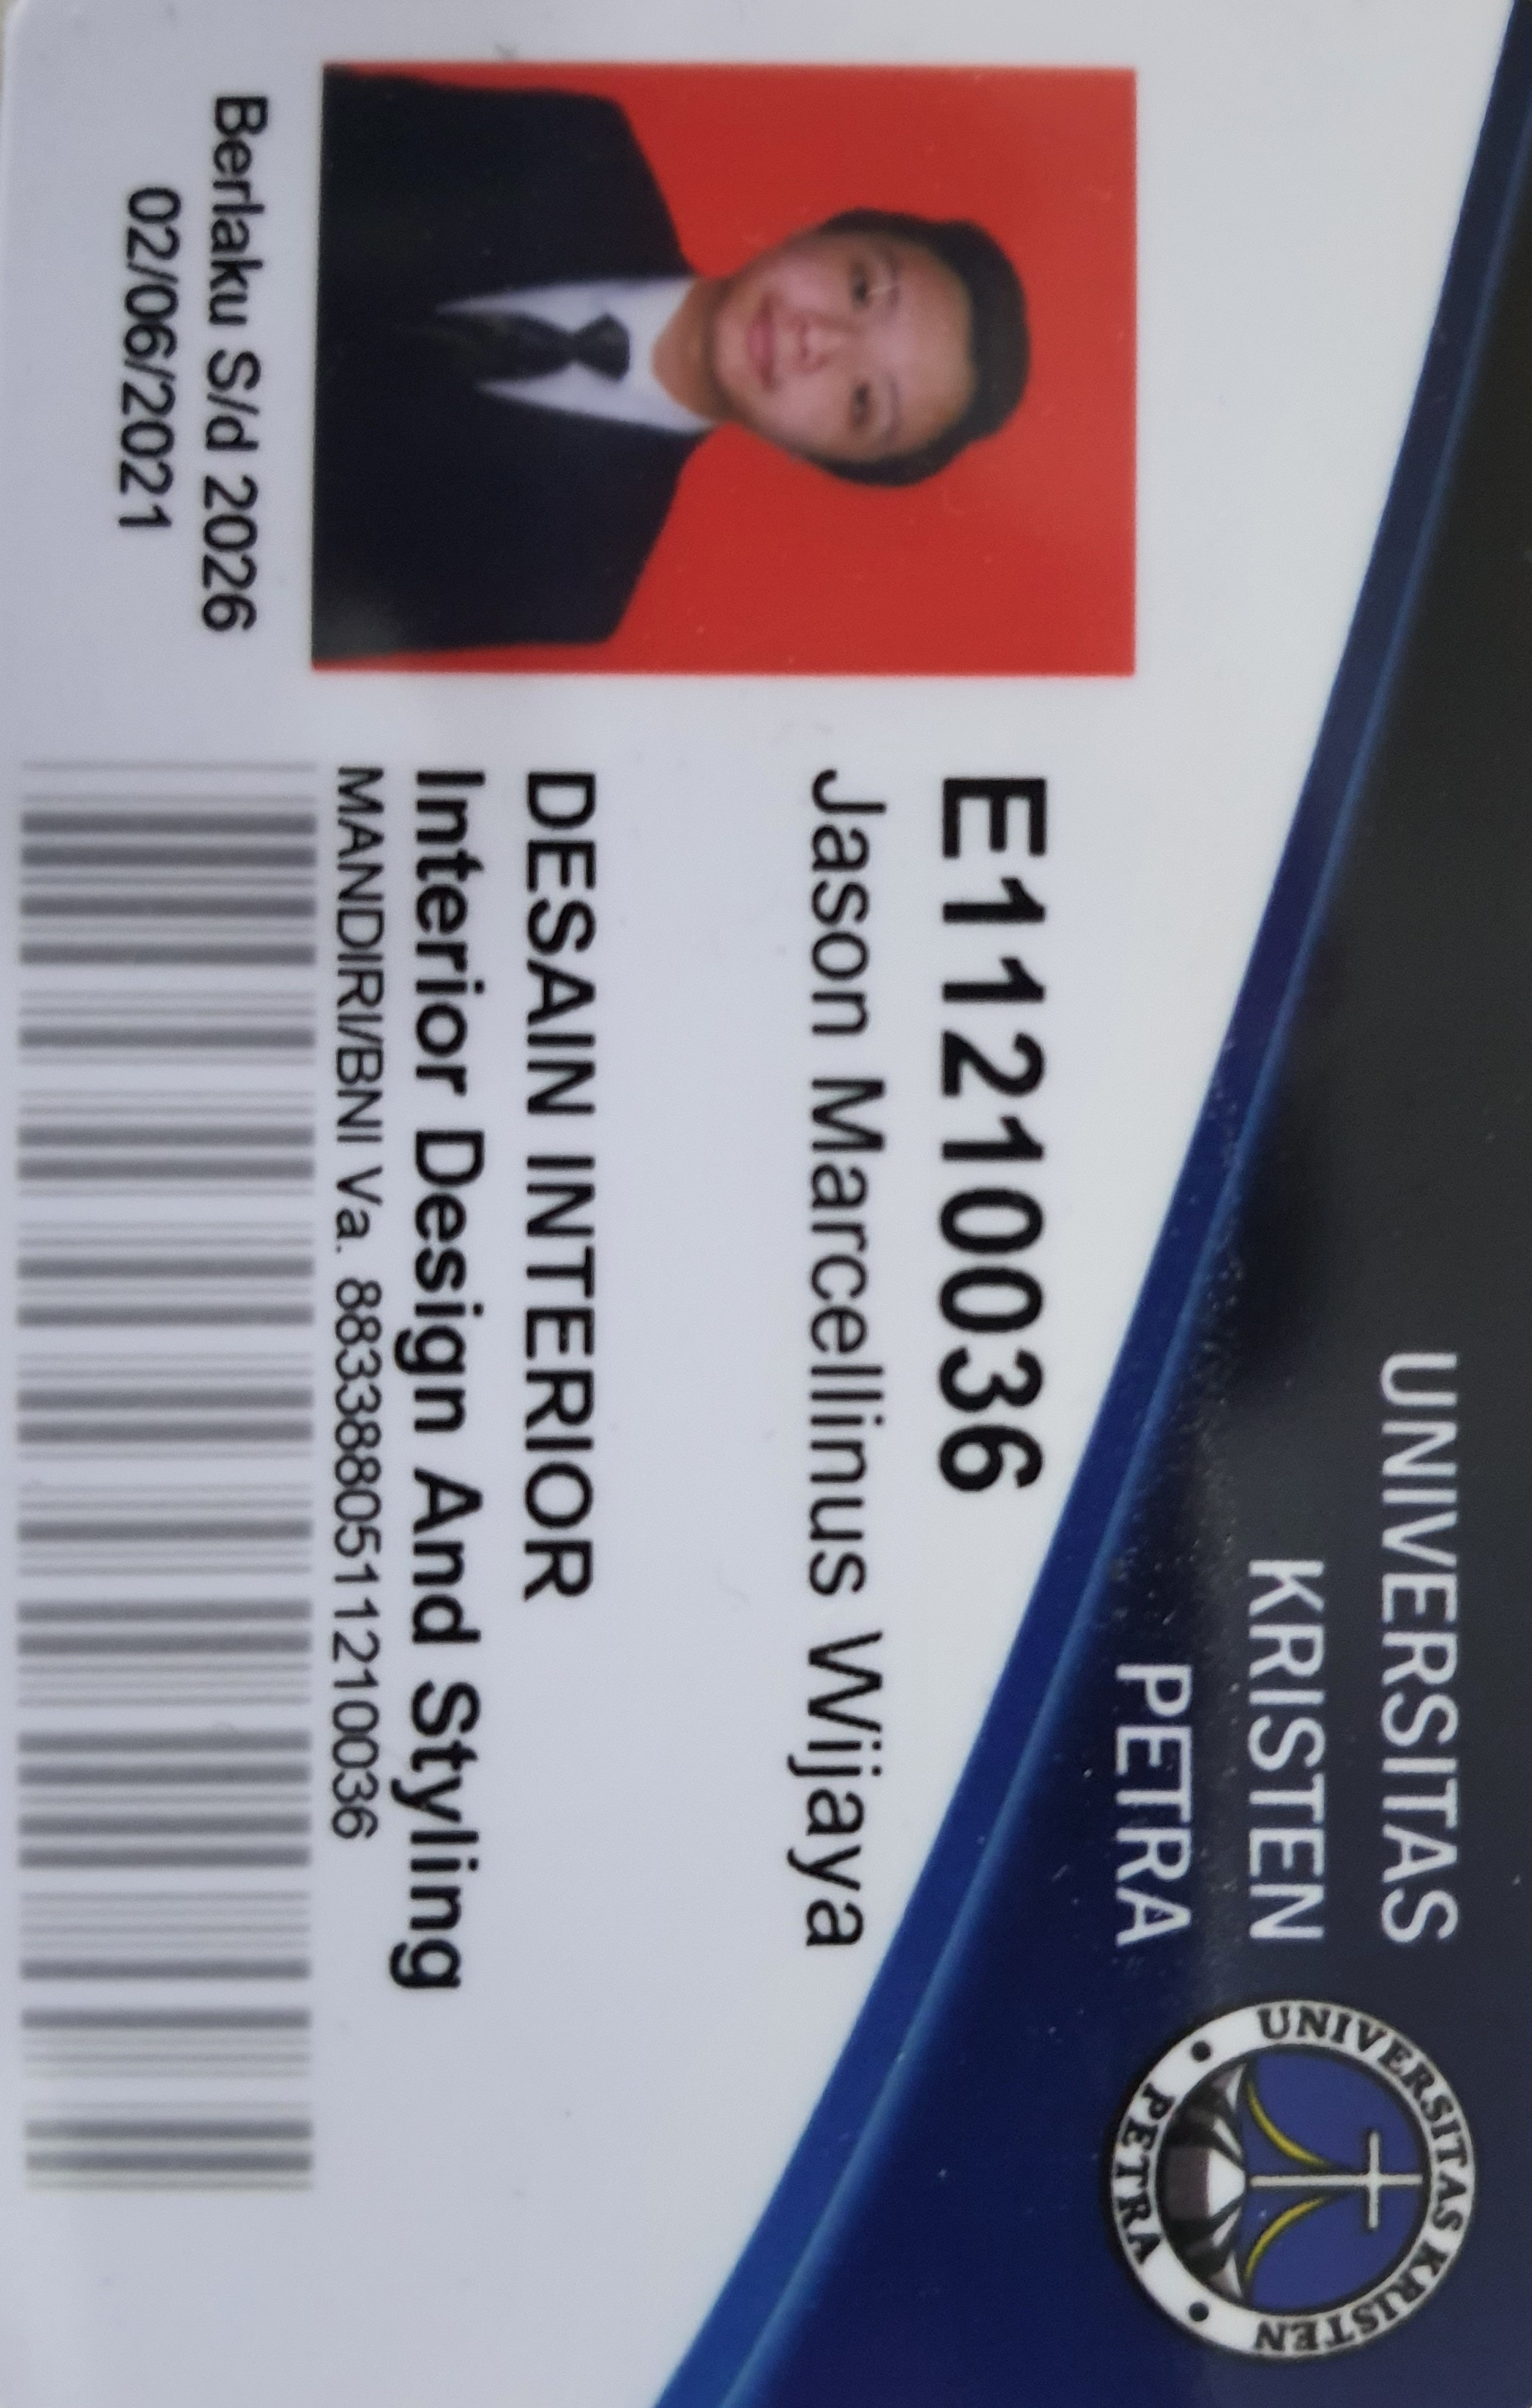 UNIVERSITAS
KRISTEN
PETRA
UNIVERSITAS KRISTEN
PETRA
E11210036
Jason Marcellinus Wijaya
DESAIN INTERIOR
Interior Design And Styling
MANDIRI/BNI Va. 8833880511210036
Berlaku S/d 2026
02/06/2021